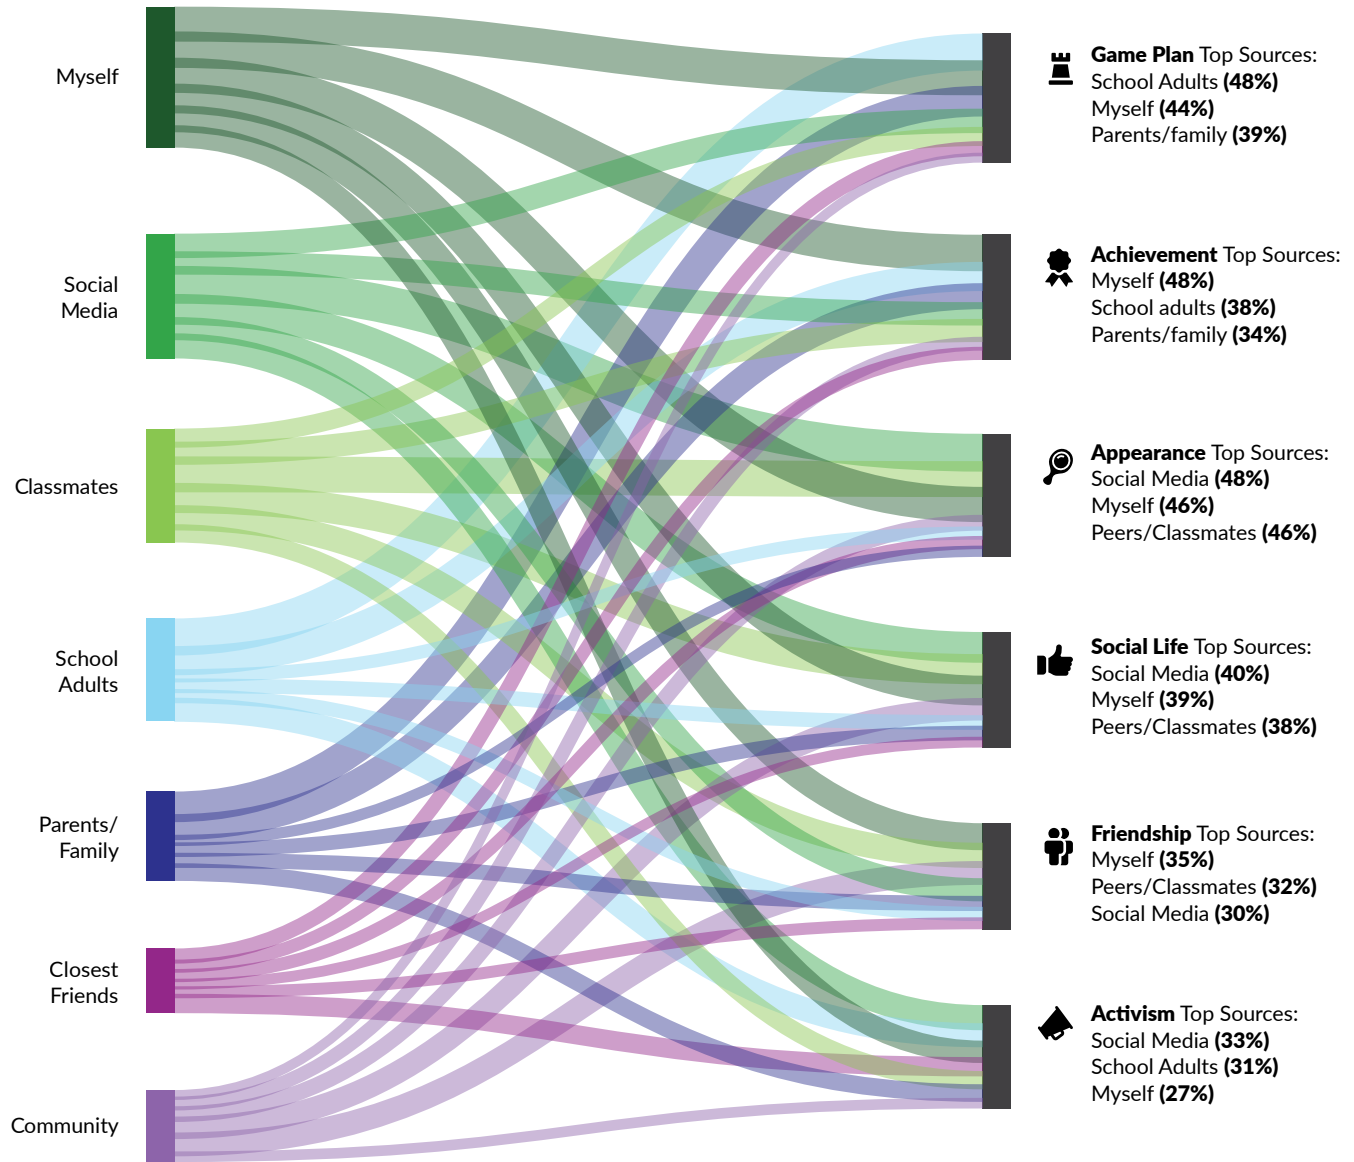 Myself
Social
Media
Classmates
School
Adults
Parents/
Family
Closest
Friends
Community
Game Plan Top Sources:
School Adults (48%)
Myself (44%)
Parents/family (39%)
Achievement Top Sources:
Myself (48%)
School adults (38%)
Parents/family (34%)
Appearance Top Sources:
Social Media (48%)
Myself (46%)
Peers/Classmates (46%)
Social Life Top Sources:
Social Media (40%)
Myself (39%)
Peers/Classmates (38%)
Friendship Top Sources:
Myself (35%)
Peers/Classmates (32%)
Social Media (30%)
Activism Top Sources:
Social Media (33%)
School Adults (31%)
Myself (27%)